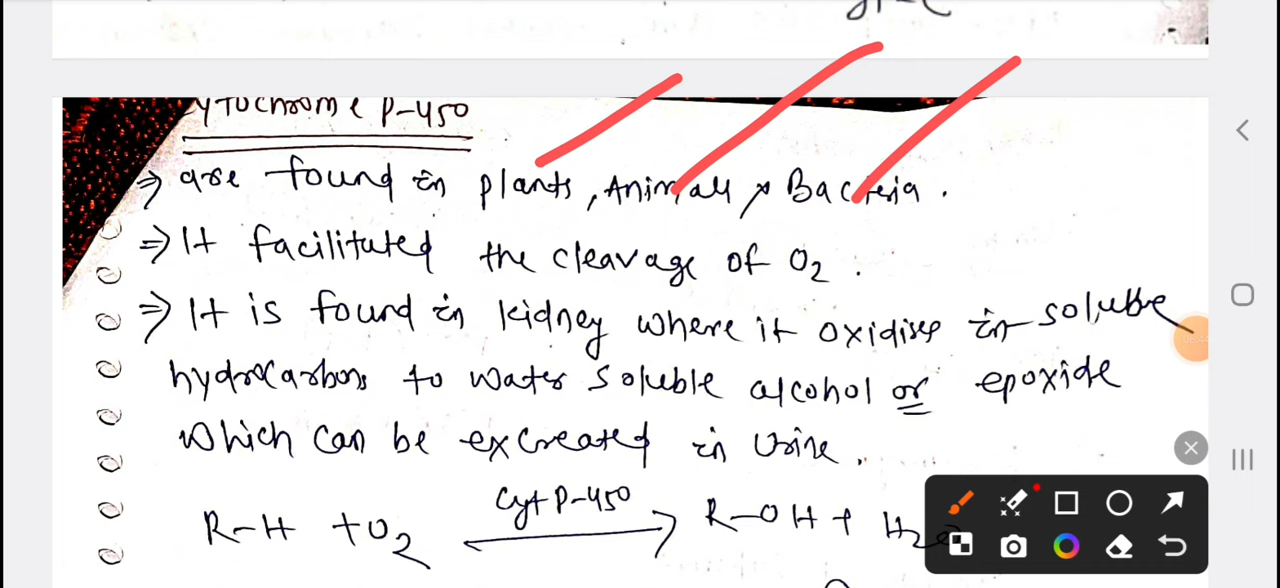 ytochrome P-450
⇒ are found in plants, Animals & Bacteria.
⇒ It facilitated the cleavage of O2.
⇒ It is found in kidney where it oxidises in-soluble
hydrocarbons to water soluble alcohol or epoxide
which can be excreated in Urine.
Cyt P-450
R-H + O2 → R-OH + H2O